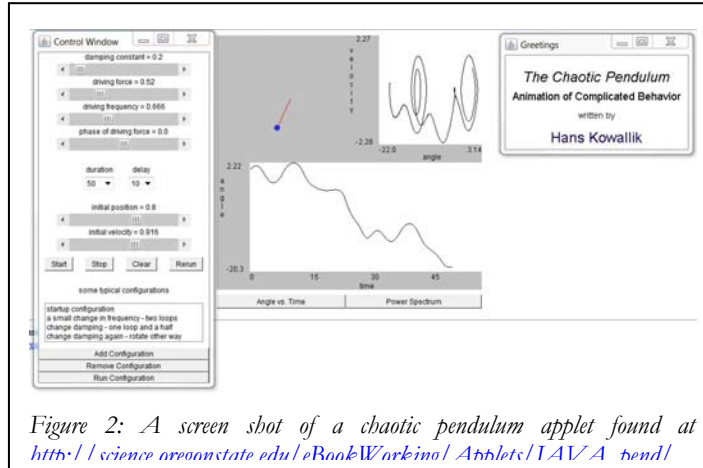 Control Window
damping constant = 0.2
driving force = 0.52
driving frequency = 0.666
phase of driving force = 0.0
duration delay
50 10
initial position = 0.8
initial velocity = 0.916
Start Stop Clear Rerun
some typical configurations
startup configuration
a small change in frequency - two loops
change damping - one loop and a half
change damping again - rotate other way
Add Configuration
Remove Configuration
Run Configuration
2.27
velocity
-2.28
-22.0 3.14
angle
2.22
angle
-20.3
0 15 30 45
time
Angle vs. Time Power Spectrum
Greetings
The Chaotic Pendulum
Animation of Complicated Behavior
written by
Hans Kowallik
Figure 2: A screen shot of a chaotic pendulum applet found at
http://science.oregonstate.edu/eBookWorking/Applets/JAVA_pend/